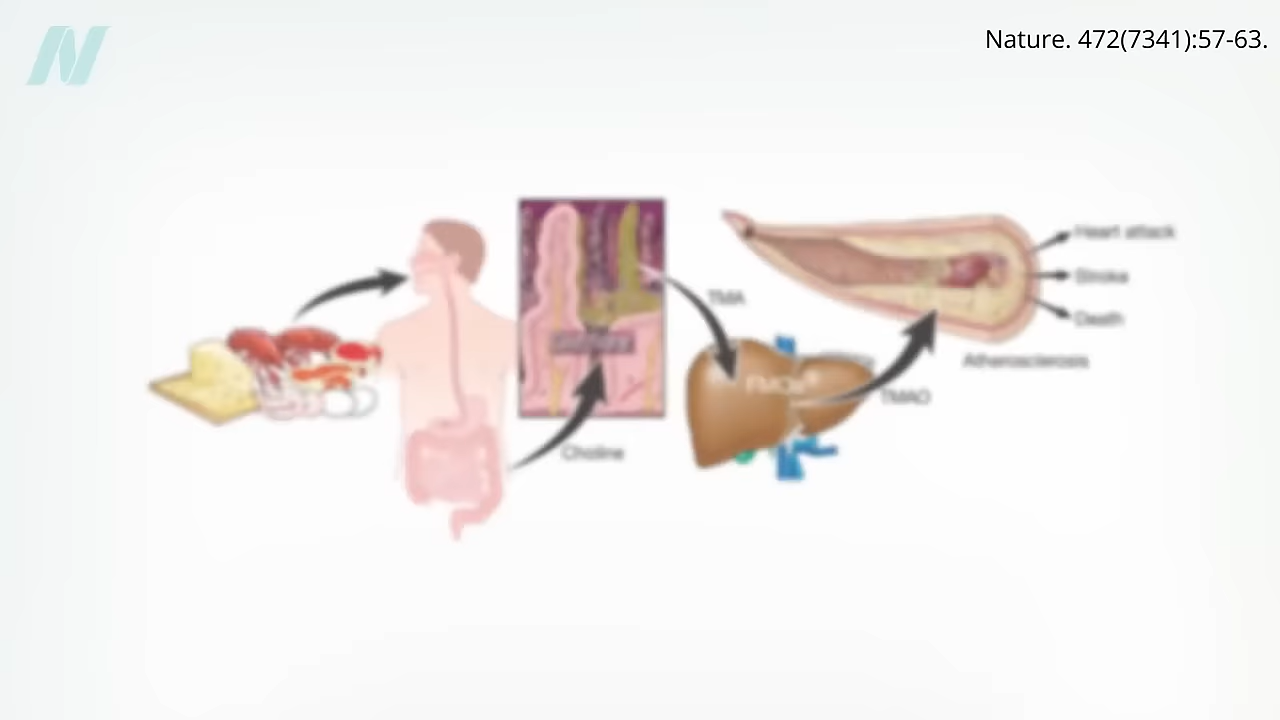 Nature. 472(7341):57-63.
Heart attack
Stroke
TMA
Death
Atherosclerosis
TMAO
Choline